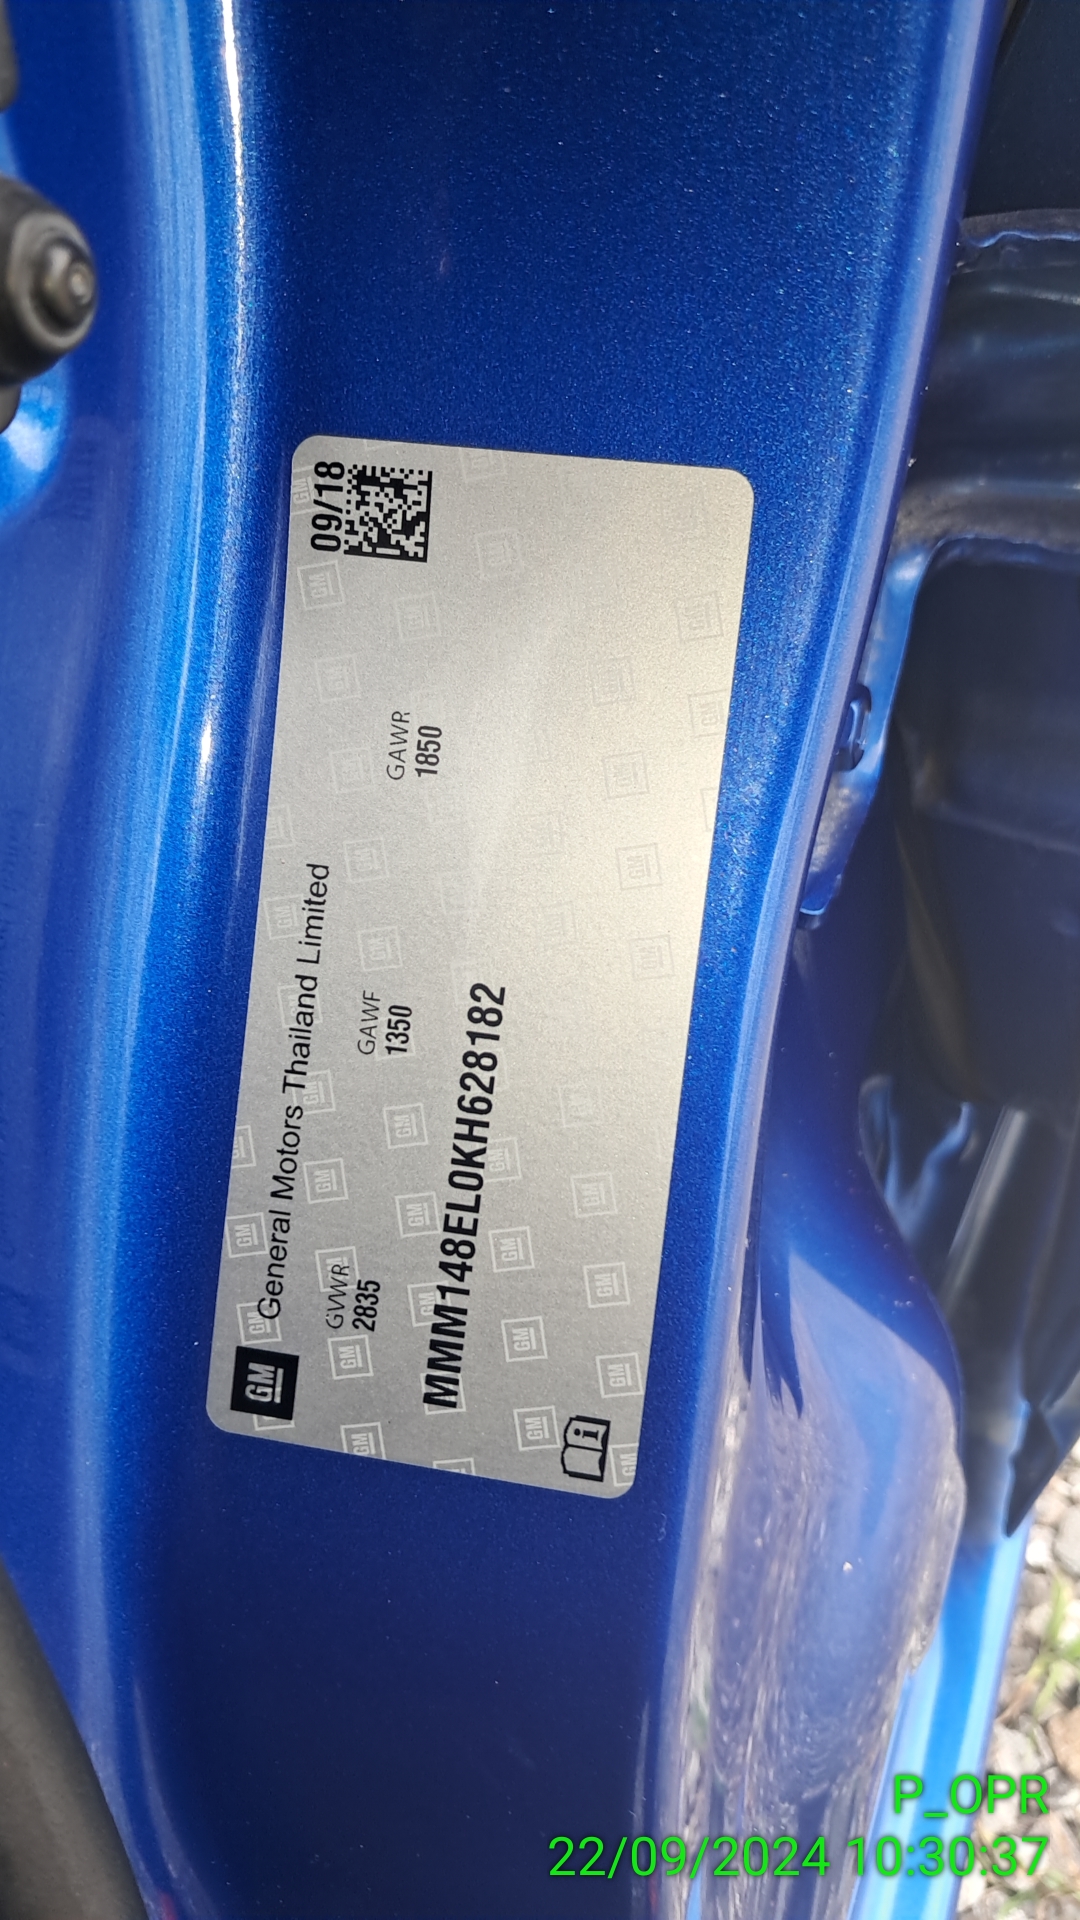 GM General Motors Thailand Limited 09/18
GVWR GAWF GAWR
2835 1350 1850
MMM148EL0KH628182
P_OPR
22/09/2024 10:30:37